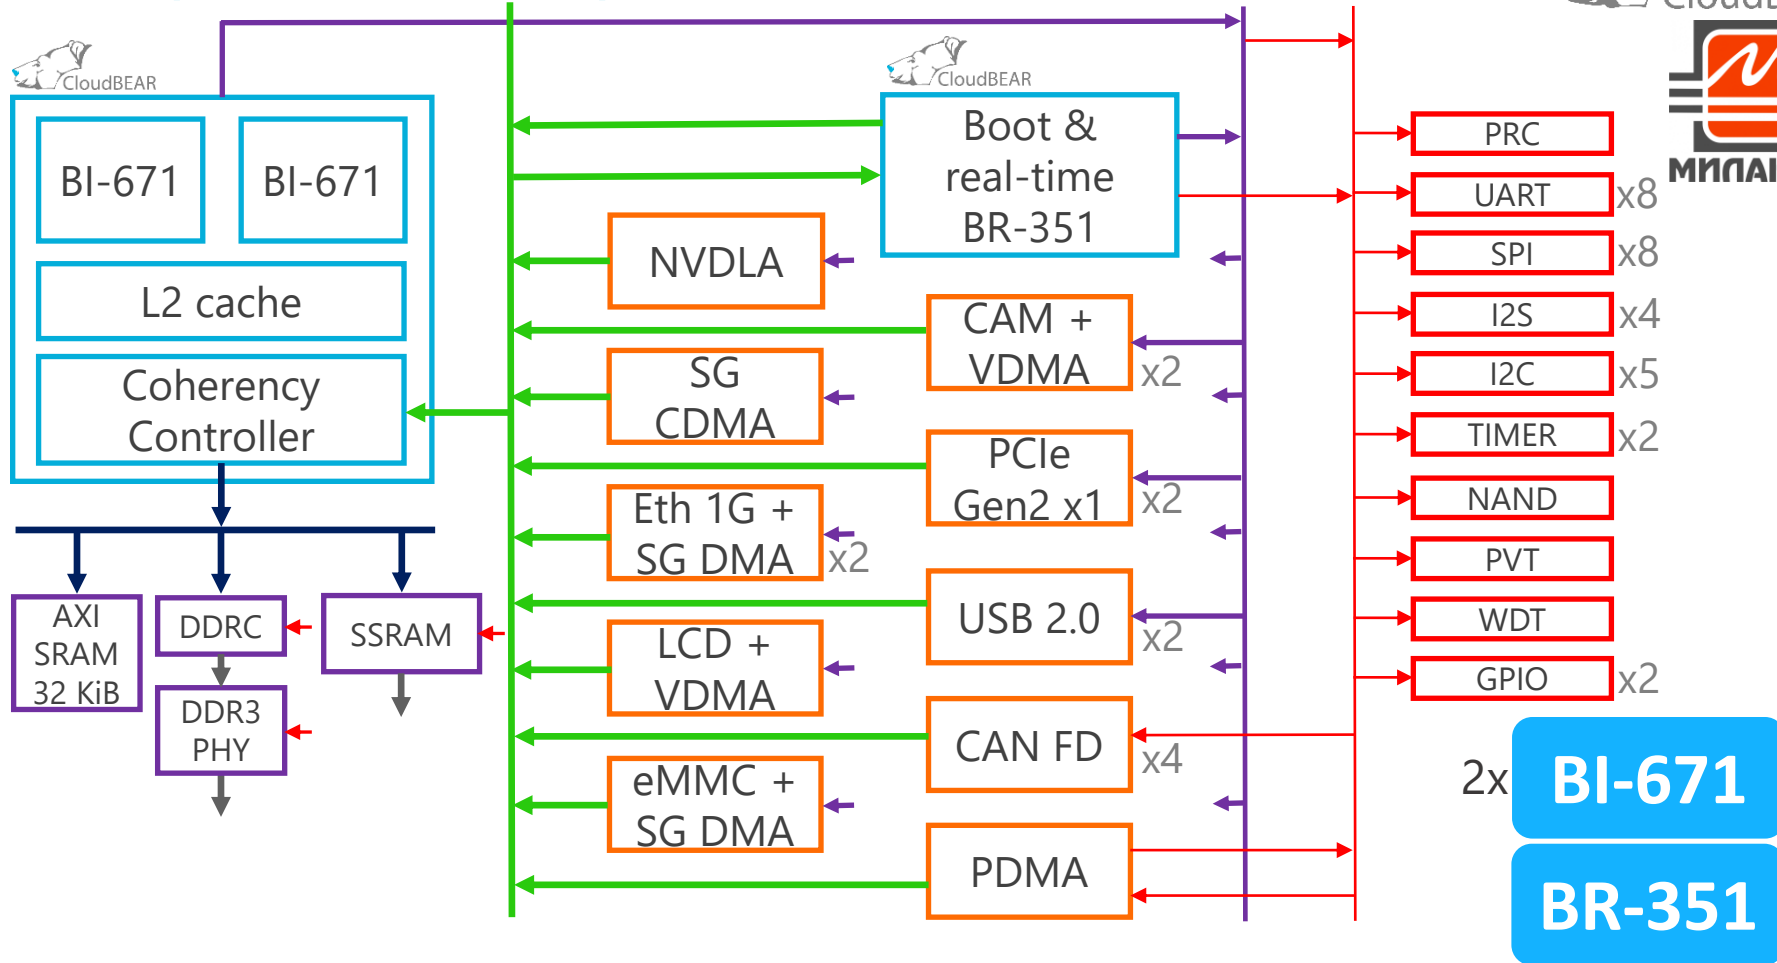 CloudBEAR
BI-671
BI-671
L2 cache
Coherency
Controller
AXI
SRAM
32 KiB
DDRC
DDR3
PHY
SSRAM
CloudBEAR
Boot &
real-time
BR-351
NVDLA
CAM +
VDMA
x2
SG
CDMA
PCIe
Gen2 x1
x2
Eth 1G +
SG DMA
x2
USB 2.0
x2
LCD +
VDMA
CAN FD
x4
eMMC +
SG DMA
PDMA
PRC
UART
x8
SPI
x8
I2S
x4
I2C
x5
TIMER
x2
NAND
PVT
WDT
GPIO
x2
2x
BI-671
BR-351